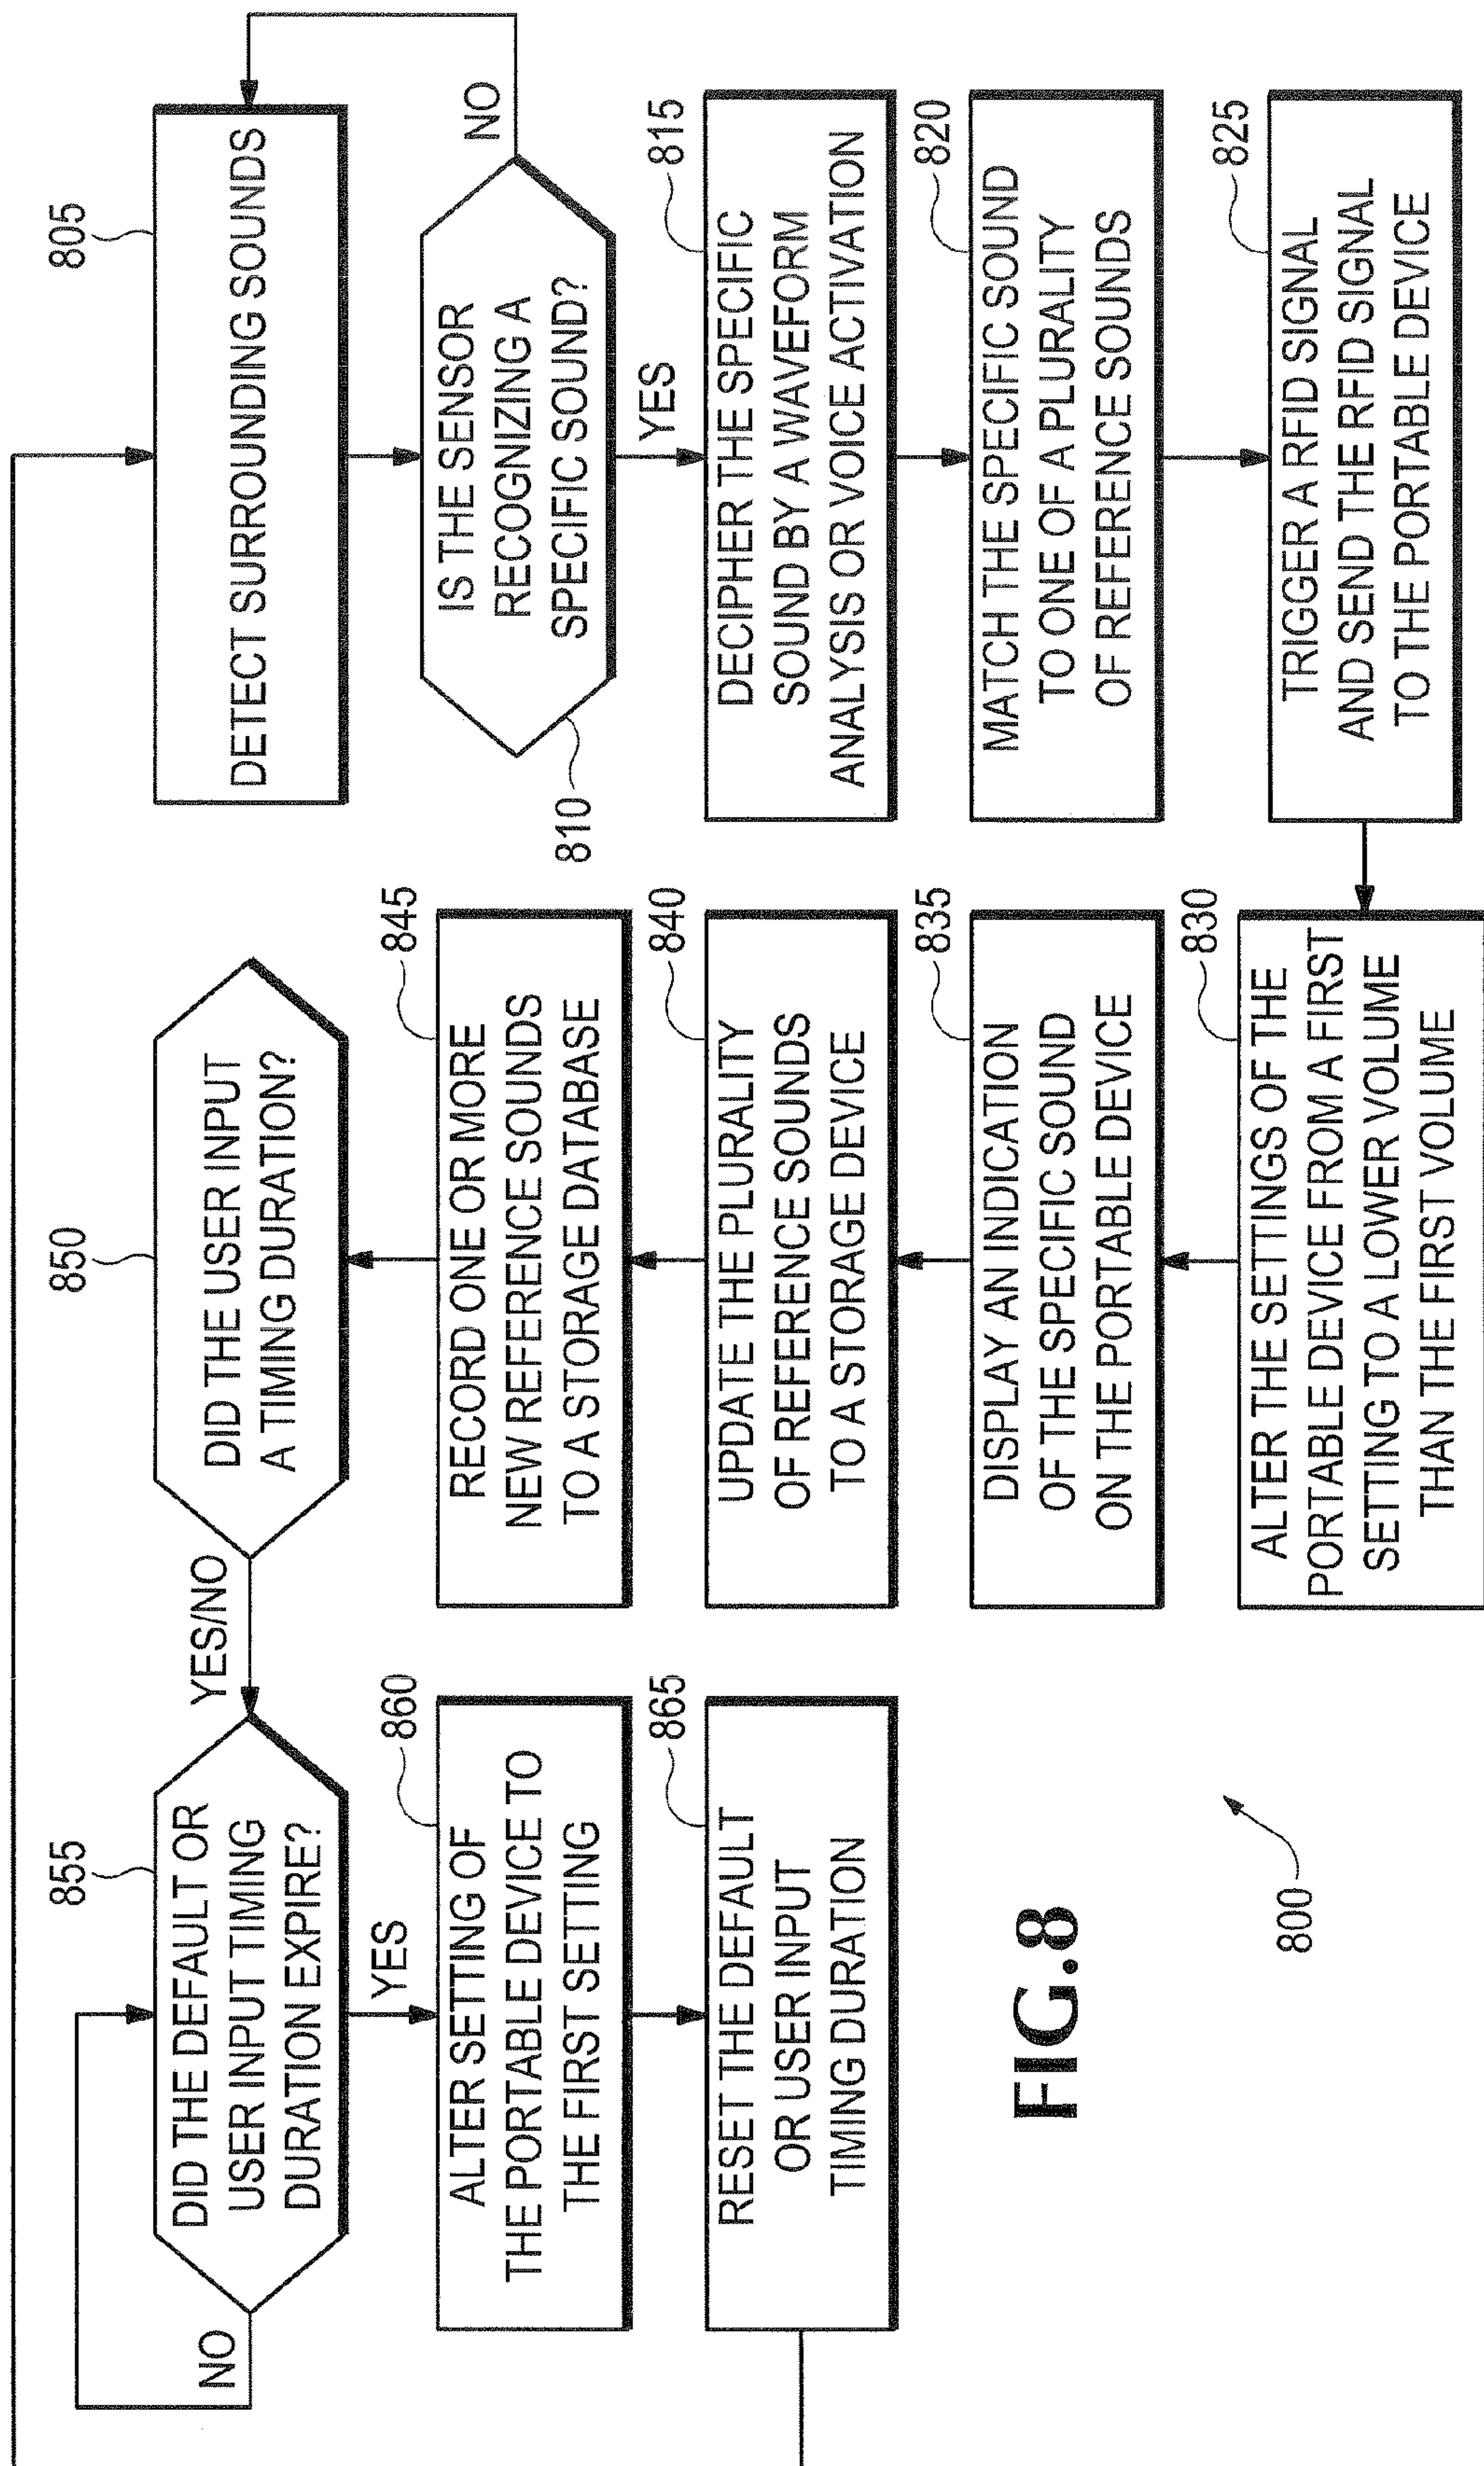 805
DETECT SURROUNDING SOUNDS
NO
IS THE SENSOR
RECOGNIZING A
SPECIFIC SOUND?
810
YES
815
DECIPHER THE SPECIFIC
SOUND BY A WAVEFORM
ANALYSIS OR VOICE ACTIVATION
820
MATCH THE SPECIFIC SOUND
TO ONE OF A PLURALITY
OF REFERENCE SOUNDS
825
TRIGGER A RFID SIGNAL
AND SEND THE RFID SIGNAL
TO THE PORTABLE DEVICE
830
ALTER THE SETTINGS OF THE
PORTABLE DEVICE FROM A FIRST
SETTING TO A LOWER VOLUME
THAN THE FIRST VOLUME
835
DISPLAY AN INDICATION
OF THE SPECIFIC SOUND
ON THE PORTABLE DEVICE
840
UPDATE THE PLURALITY
OF REFERENCE SOUNDS
TO A STORAGE DEVICE
845
RECORD ONE OR MORE
NEW REFERENCE SOUNDS
TO A STORAGE DATABASE
850
DID THE USER INPUT
A TIMING DURATION?
YES/NO
855
DID THE DEFAULT OR
USER INPUT TIMING
DURATION EXPIRE?
NO
YES
860
ALTER SETTING OF
THE PORTABLE DEVICE TO
THE FIRST SETTING
865
RESET THE DEFAULT
OR USER INPUT
TIMING DURATION
800
FIG.8